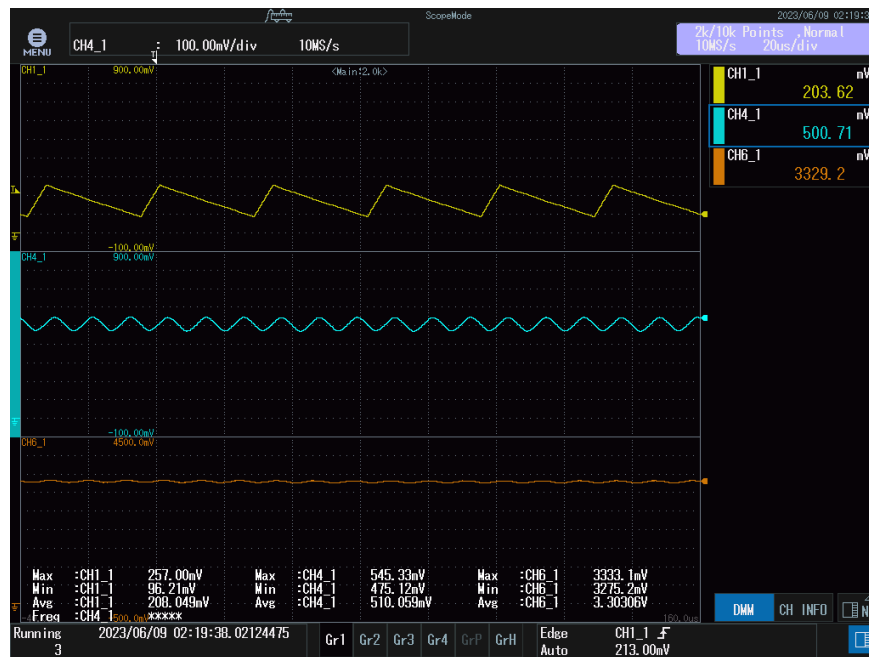 ScopeMode
2023/06/09 02:19:3
MENU
CH4_1 : 100.00mV/div 10MS/s
2k/10k Points ,Normal
10MS/s 20us/div
CH1_1 900.00mV <Main:2.0k>
-100.00mV
CH4_1 900.00mV
-100.00mV
CH6_1 4500.0mV
CH1_1 mV
203.62
CH4_1 mV
500.71
CH6_1 mV
3329.2
Max :CH1_1 257.00mV Max :CH4_1 545.33mV Max :CH6_1 3333.1mV
Min :CH1_1 96.21mV Min :CH4_1 475.12mV Min :CH6_1 3275.2mV
Avg :CH1_1 208.049mV Avg :CH4_1 510.059mV Avg :CH6_1 3.30306V
Freq :CH4_1 ***** 160.0us
DMM CH INFO N
Running 2023/06/09 02:19:38.02124475
3
Gr1 Gr2 Gr3 Gr4 GrP GrH
Edge CH1_1
Auto 213.00mV